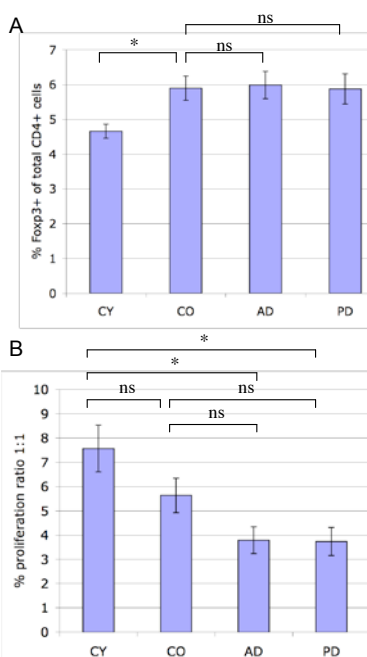 A
ns
* ns
% Foxp3+ of total CD4+ cells
7
6
5
4
3
2
1
0
CY CO AD PD
B
*
*
ns ns
ns
% proliferation ratio 1:1
10
9
8
7
6
5
4
3
2
1
0
CY CO AD PD